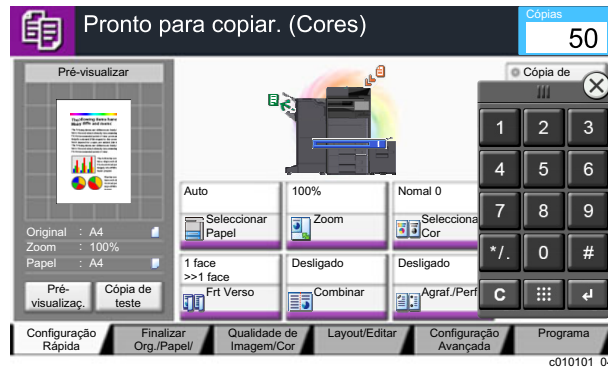 Pronto para copiar. (Cores)
Cópias
50
Pré-visualizar
Cópia de
Original : A4
Zoom : 100%
Papel : A4
Pré-
visualizaç.
Cópia de
teste
Auto
Seleccionar
Papel
100%
Zoom
Nomal 0
Selecciona
Cor
1 face
>>1 face
Frt Verso
Desligado
Combinar
Desligado
Agraf./Perf
1 2 3
4 5 6
7 8 9
*/. 0 #
C
Configuração
Rápida
Finalizar
Org./Papel/
Qualidade de
Imagem/Cor
Layout/Editar
Configuração
Avançada
Programa